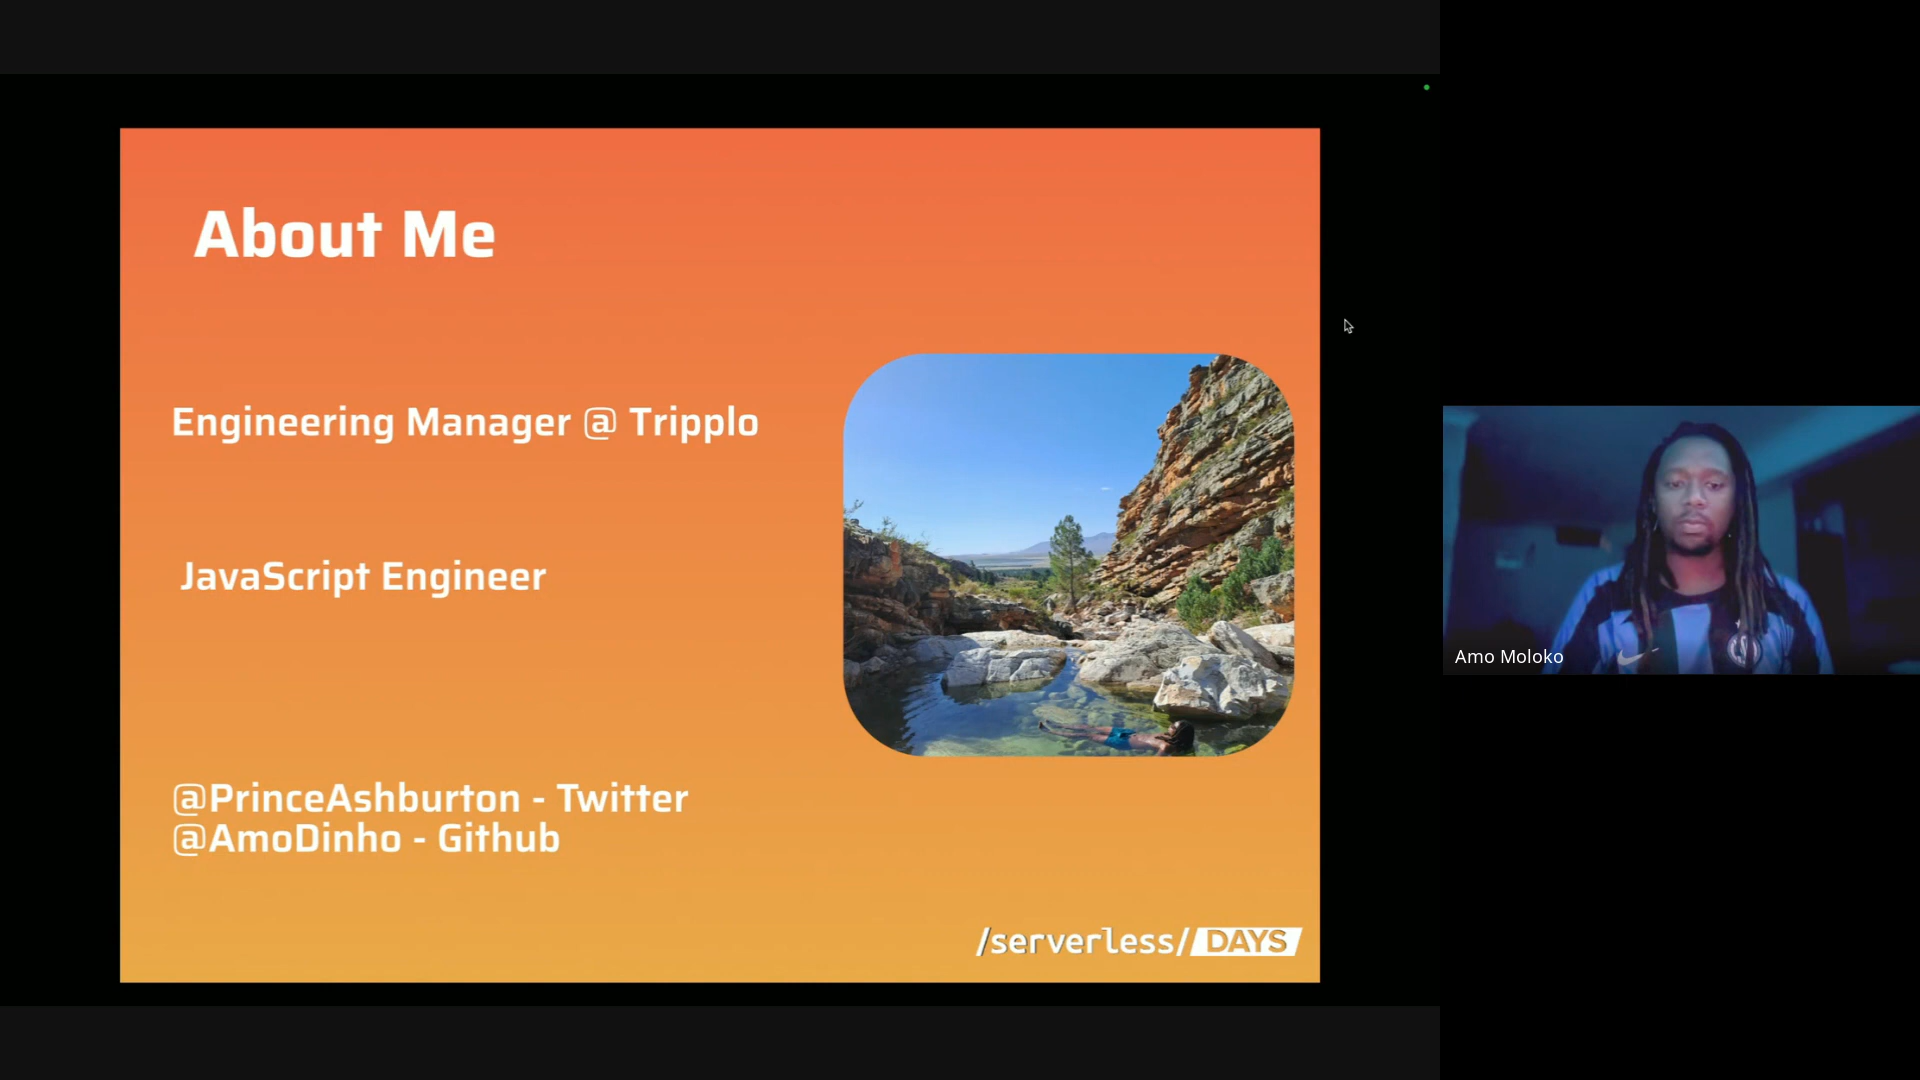 About Me
Engineering Manager @ Tripplo
JavaScript Engineer
@PrinceAshburton - Twitter
@AmoDinho - Github
/serverless/DAYS
Amo Moloko